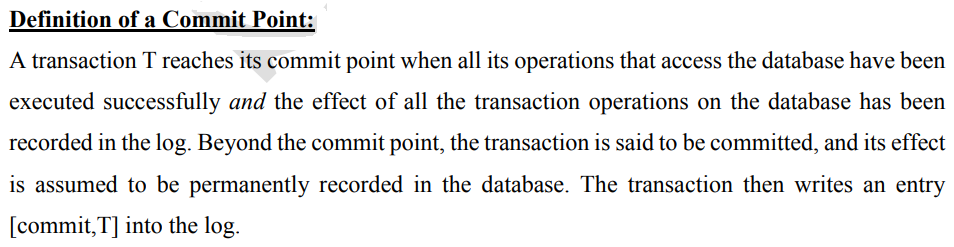 Definition of a Commit Point:
A transaction T reaches its commit point when all its operations that access the database have been
executed successfully and the effect of all the transaction operations on the database has been
recorded in the log. Beyond the commit point, the transaction is said to be committed, and its effect
is assumed to be permanently recorded in the database. The transaction then writes an entry
[commit,T] into the log.